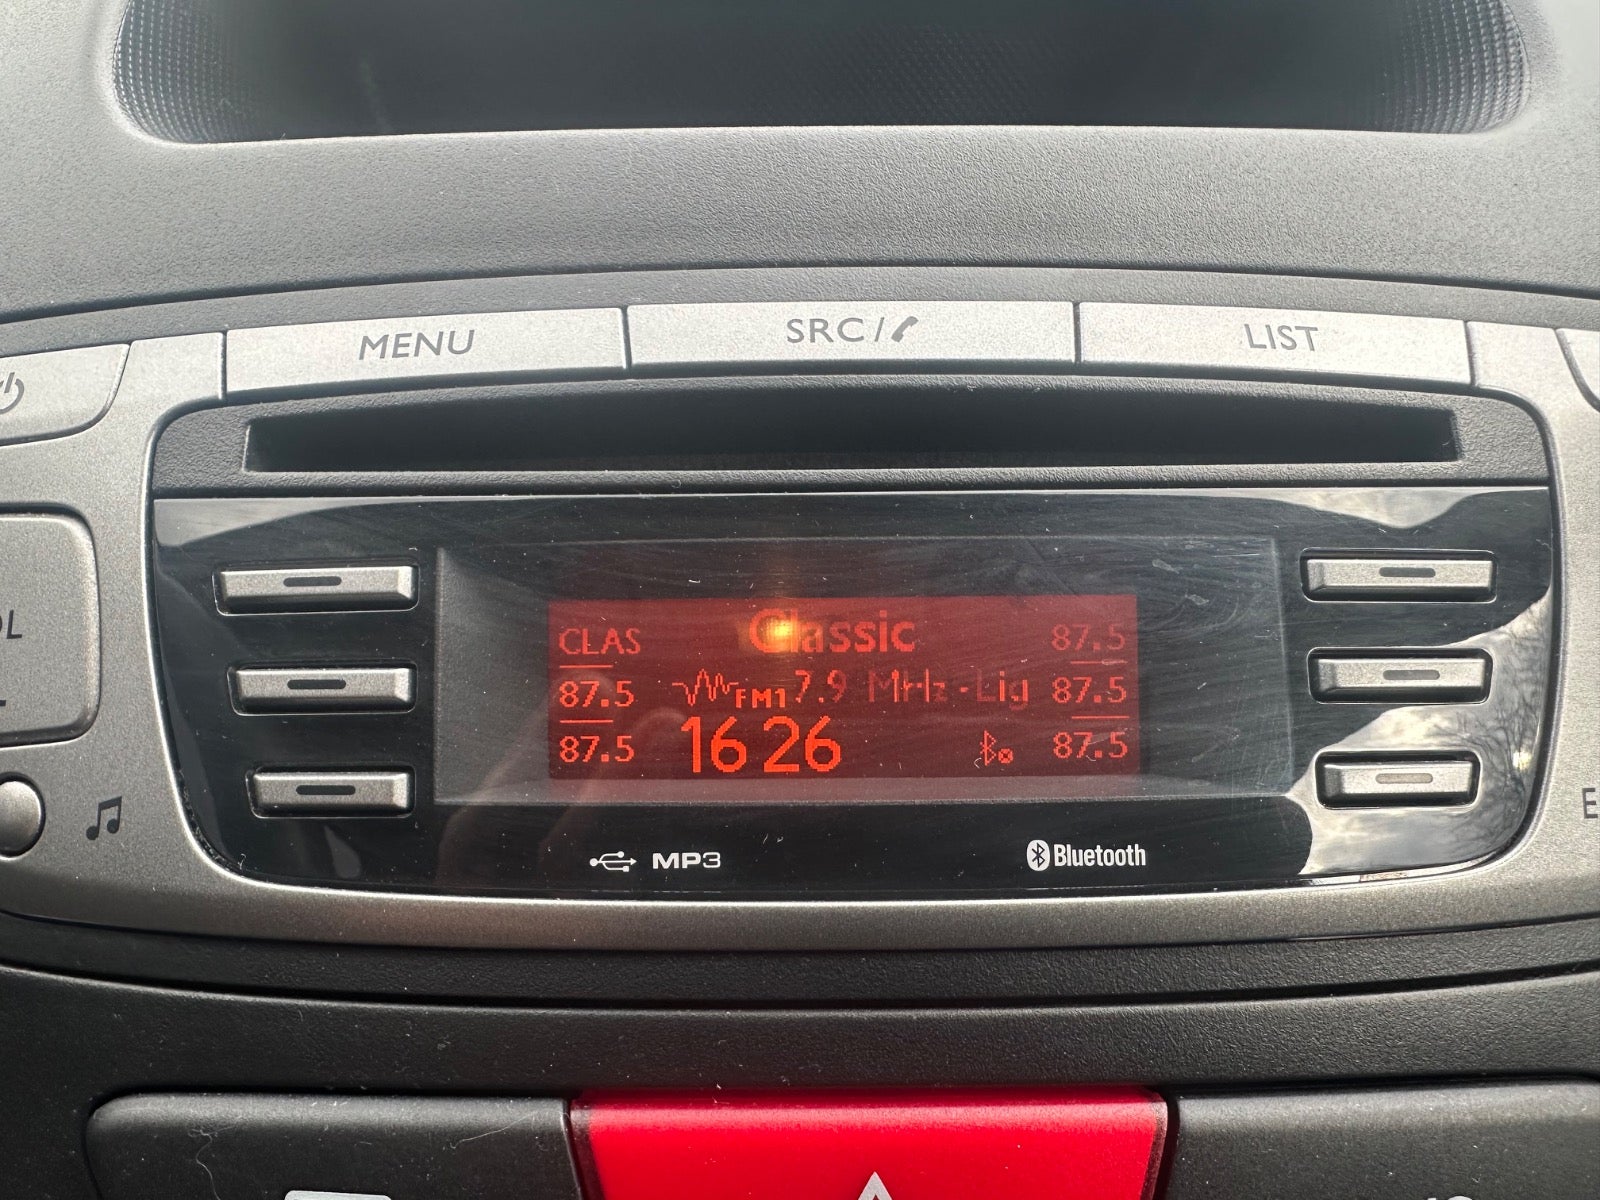 MENU SRC/ LIST
CLAS Classic 87.5
87.5 FM1 7.9 MHz - Lig 87.5
87.5 16 26 87.5
MP3 Bluetooth